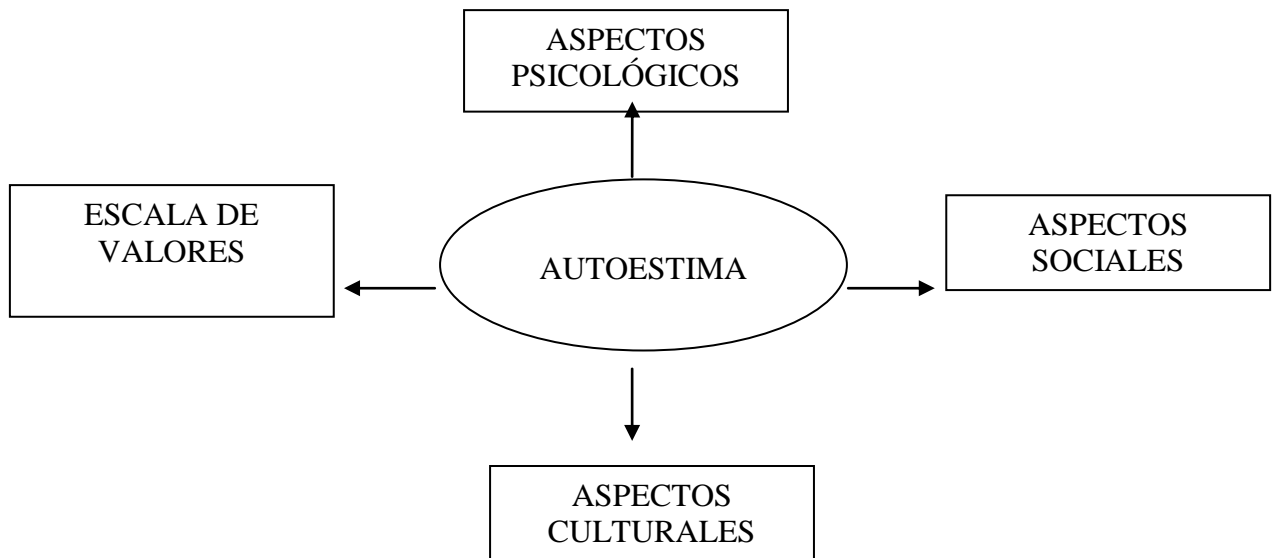 ASPECTOS
PSICOLÓGICOS
ESCALA DE
VALORES
AUTOESTIMA
ASPECTOS
SOCIALES
ASPECTOS
CULTURALES